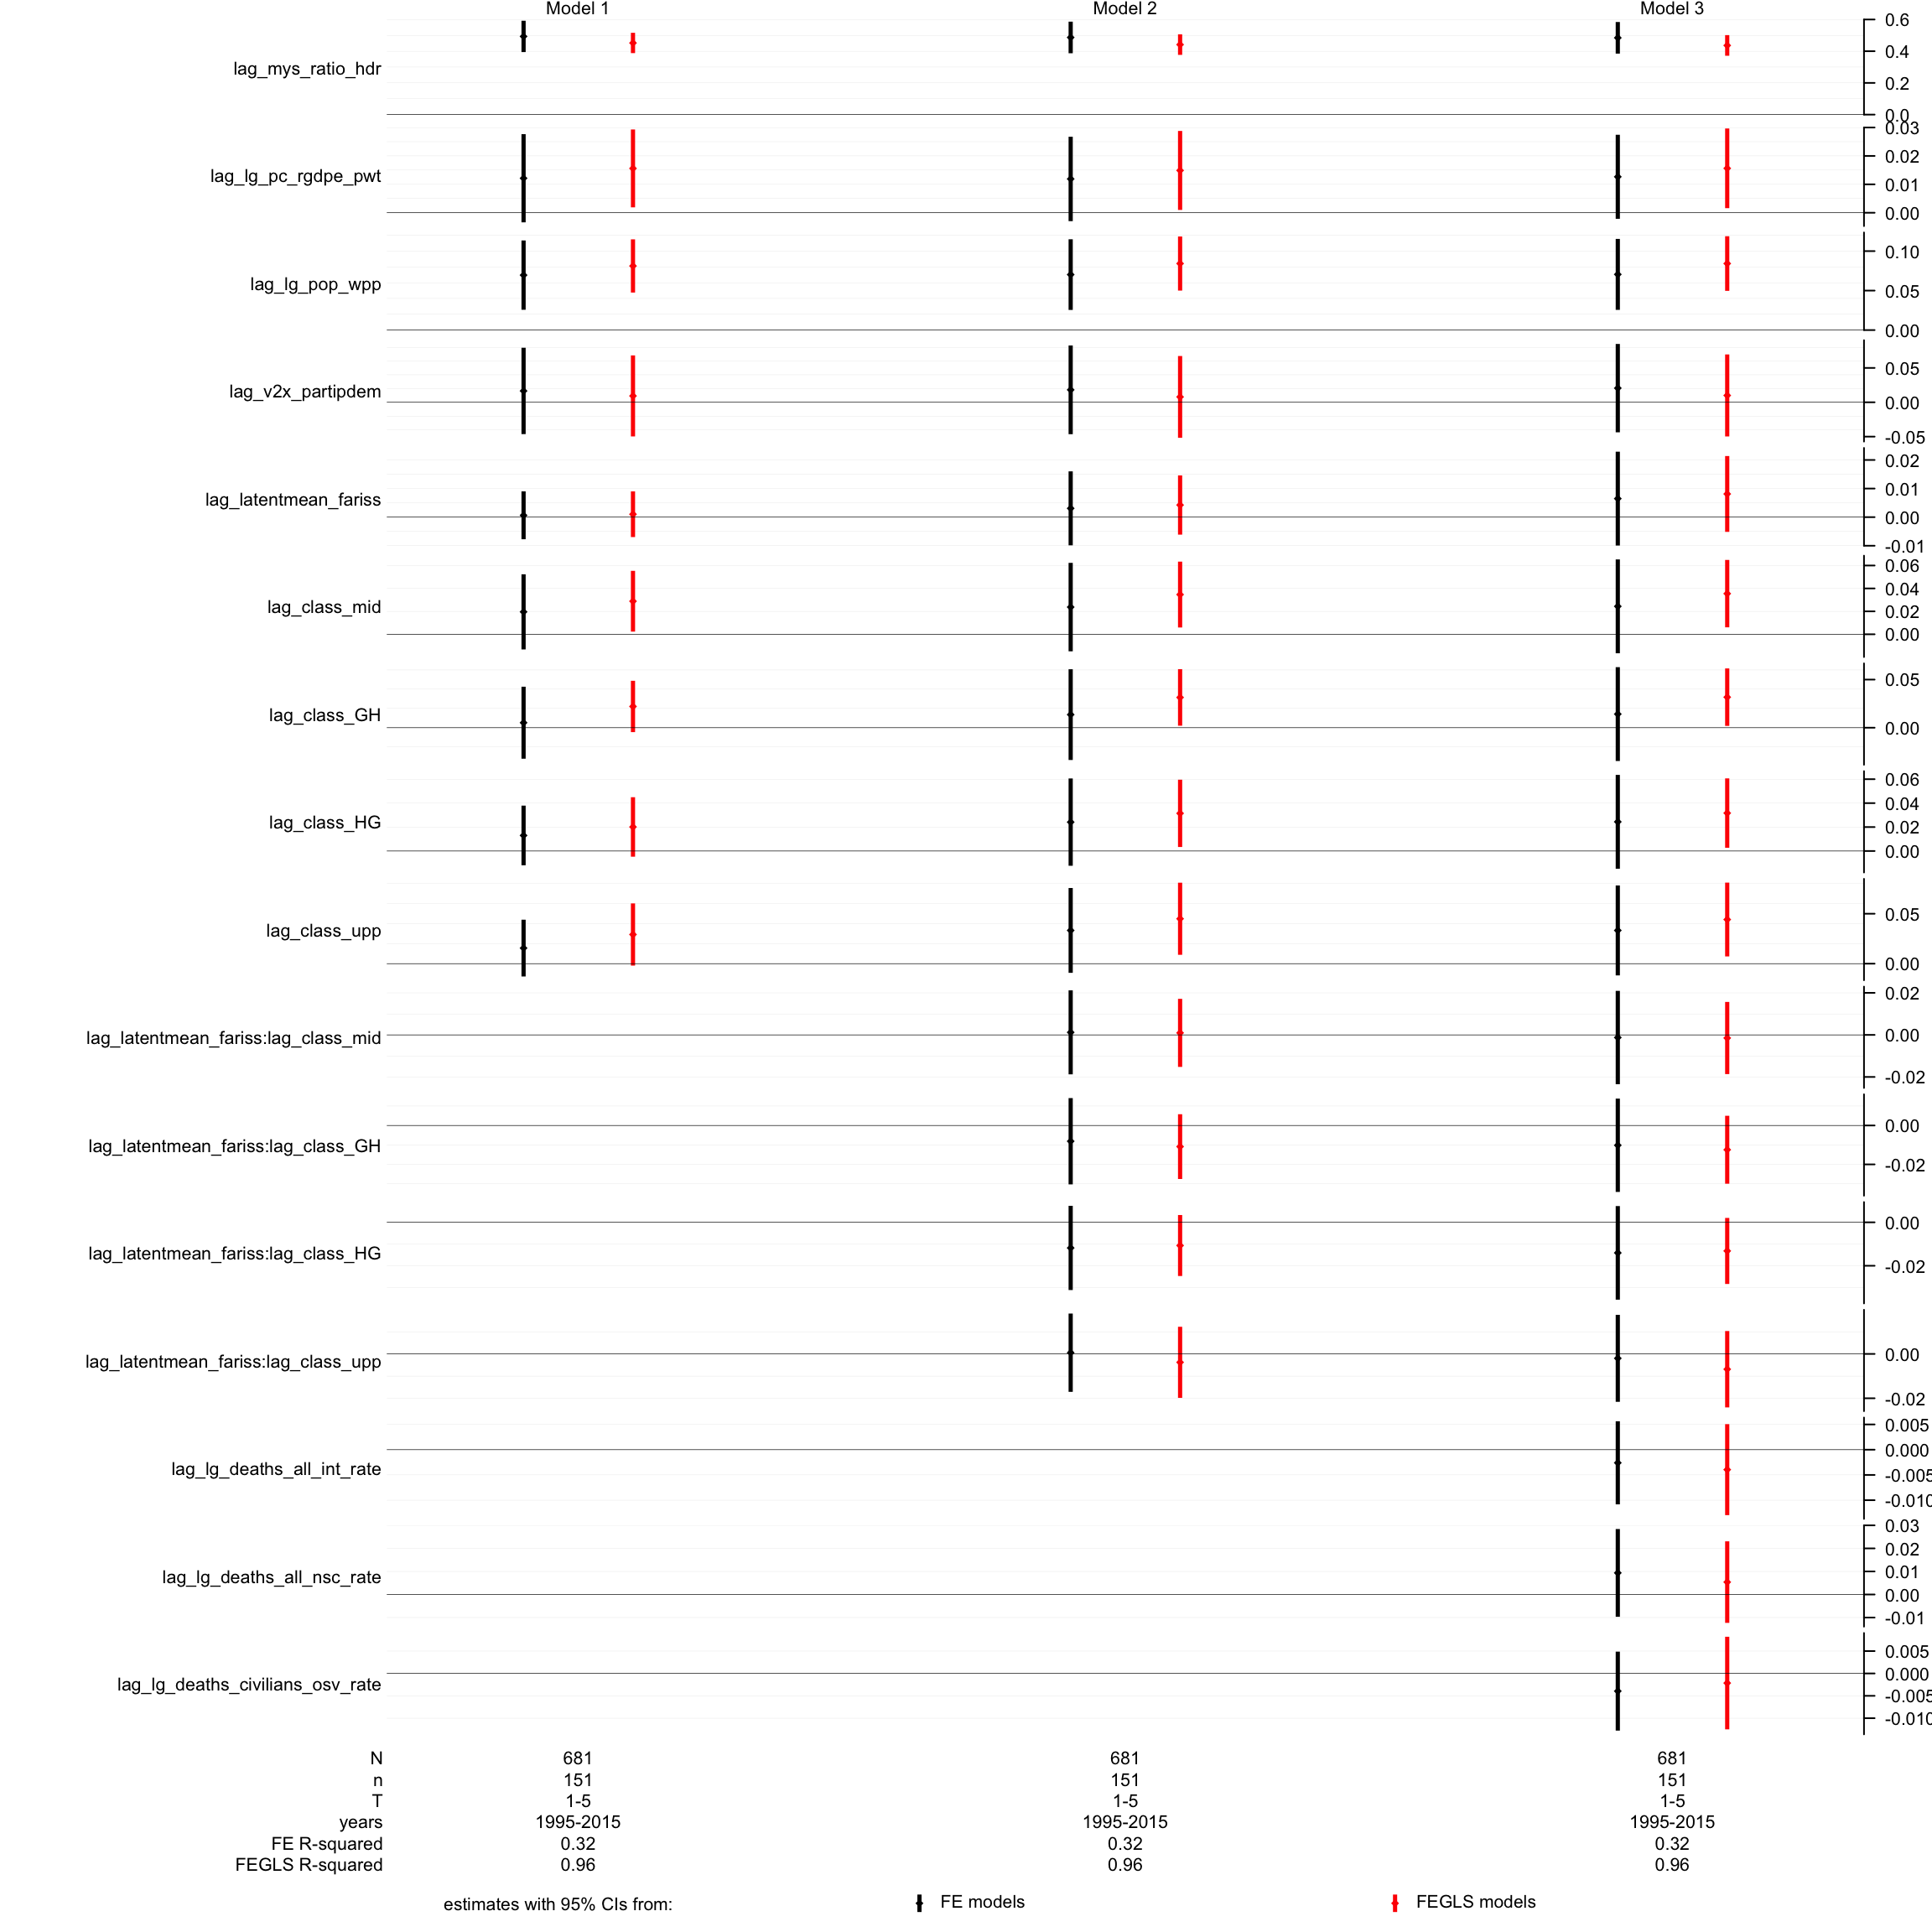 Model 1 Model 2 Model 3
lag_mys_ratio_hdr
0.6
0.4
0.2
0.0
lag_lg_pc_rgdpe_pwt
0.03
0.02
0.01
0.00
lag_lg_pop_wpp
0.10
0.05
0.00
lag_v2x_partipdem
0.05
0.00
-0.05
lag_latentmean_fariss
0.02
0.01
0.00
-0.01
lag_class_mid
0.06
0.04
0.02
0.00
lag_class_GH
0.05
0.00
lag_class_HG
0.06
0.04
0.02
0.00
lag_class_upp
0.05
0.00
lag_latentmean_fariss:lag_class_mid
0.02
0.00
-0.02
lag_latentmean_fariss:lag_class_GH
0.00
-0.02
lag_latentmean_fariss:lag_class_HG
0.00
-0.02
lag_latentmean_fariss:lag_class_upp
0.00
-0.02
lag_lg_deaths_all_int_rate
0.005
0.000
-0.005
-0.010
lag_lg_deaths_all_nsc_rate
0.03
0.02
0.01
0.00
-0.01
lag_lg_deaths_civilians_osv_rate
0.005
0.000
-0.005
-0.010
N 681 681 681
n 151 151 151
T 1-5 1-5 1-5
years 1995-2015 1995-2015 1995-2015
FE R-squared 0.32 0.32 0.32
FEGLS R-squared 0.96 0.96 0.96
estimates with 95% CIs from: FE models FEGLS models